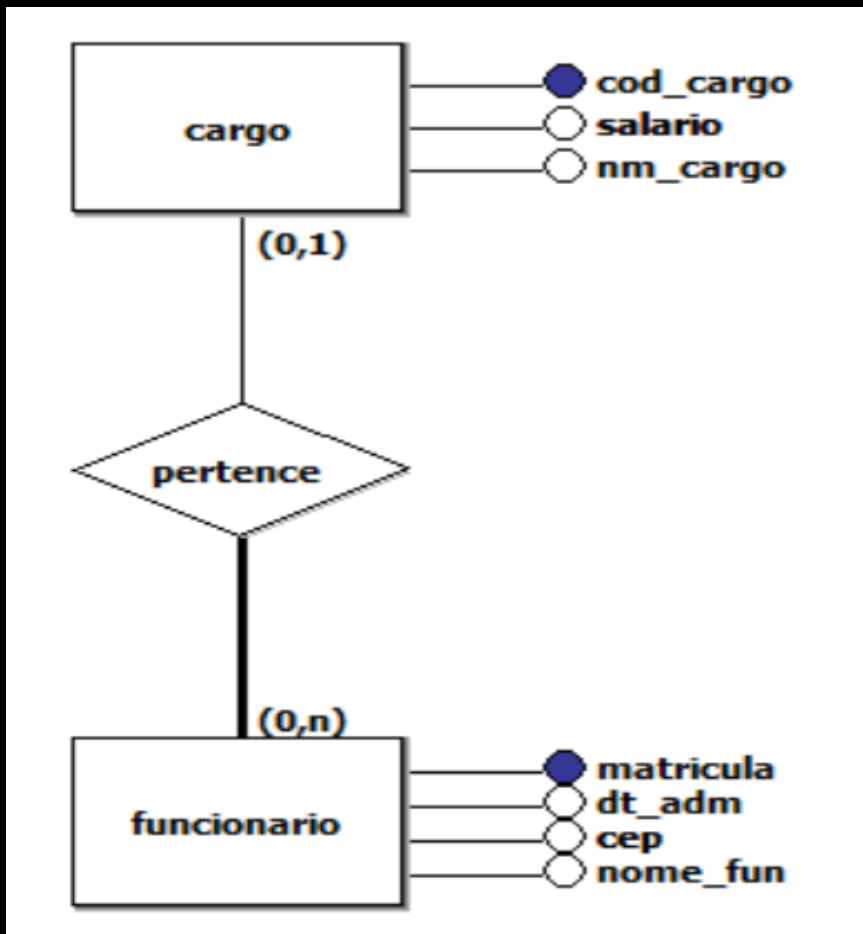 cargo
cod_cargo
salario
nm_cargo
(0,1)
pertence
(0,n)
funcionario
matricula
dt_adm
cep
nome_fun